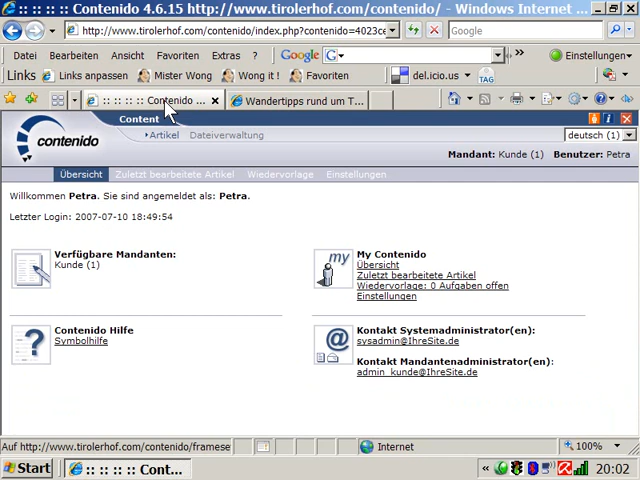 :: :: :: :: Contenido 4.6.15 http://www.tirolerhof.com/contenido/ - Windows Internet ...
http://www.tirolerhof.com/contenido/index.php?contenido=4023ce
Google
Datei Bearbeiten Ansicht Favoriten Extras Google G Einstellungen
Links Links anpassen Mister Wong Wong it ! Favoriten del.icio.us TAG
:: :: :: :: Contenido ... Wandertipps rund um T...
contenido
Content
Artikel Dateiverwaltung
deutsch (1)
Mandant: Kunde (1) Benutzer: Petra
Übersicht Zuletzt bearbeitete Artikel Wiedervorlage Einstellungen
Willkommen Petra. Sie sind angemeldet als: Petra.
Letzter Login: 2007-07-10 18:49:54
Verfügbare Mandanten:
Kunde (1)
my
My Contenido
Übersicht
Zuletzt bearbeitete Artikel
Wiedervorlage: 0 Aufgaben offen
Einstellungen
Contenido Hilfe
Symbolhilfe
Kontakt Systemadministrator(en):
sysadmin@IhreSite.de
Kontakt Mandantenadministrator(en):
admin_kunde@IhreSite.de
Auf http://www.tirolerhof.com/contenido/framese Internet 100%
Start :: :: :: :: Cont... 20:02